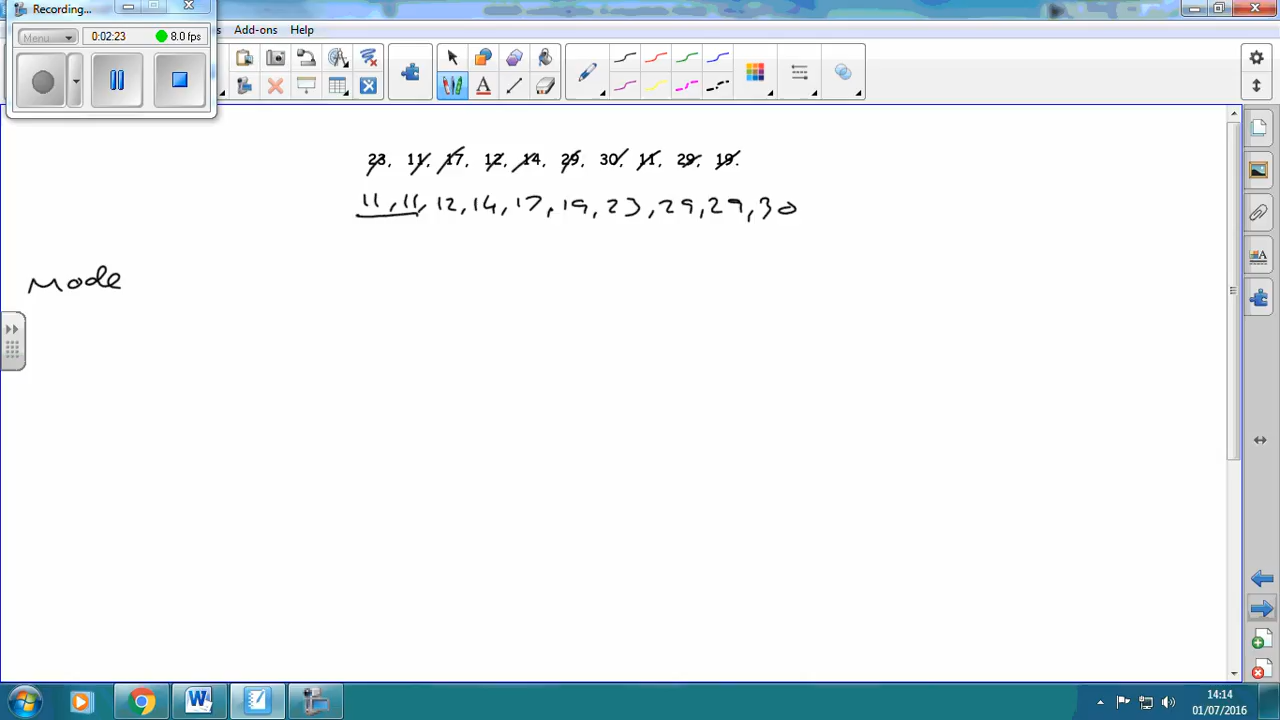 Recording...
Menu
0:02:23
8.0 fps
s Add-ons Help
23, 11, 17, 12, 14, 29, 30, 11, 29, 19.
11, 11, 12, 14, 17, 19, 23, 29, 29, 30
Mode
14:14
01/07/2016